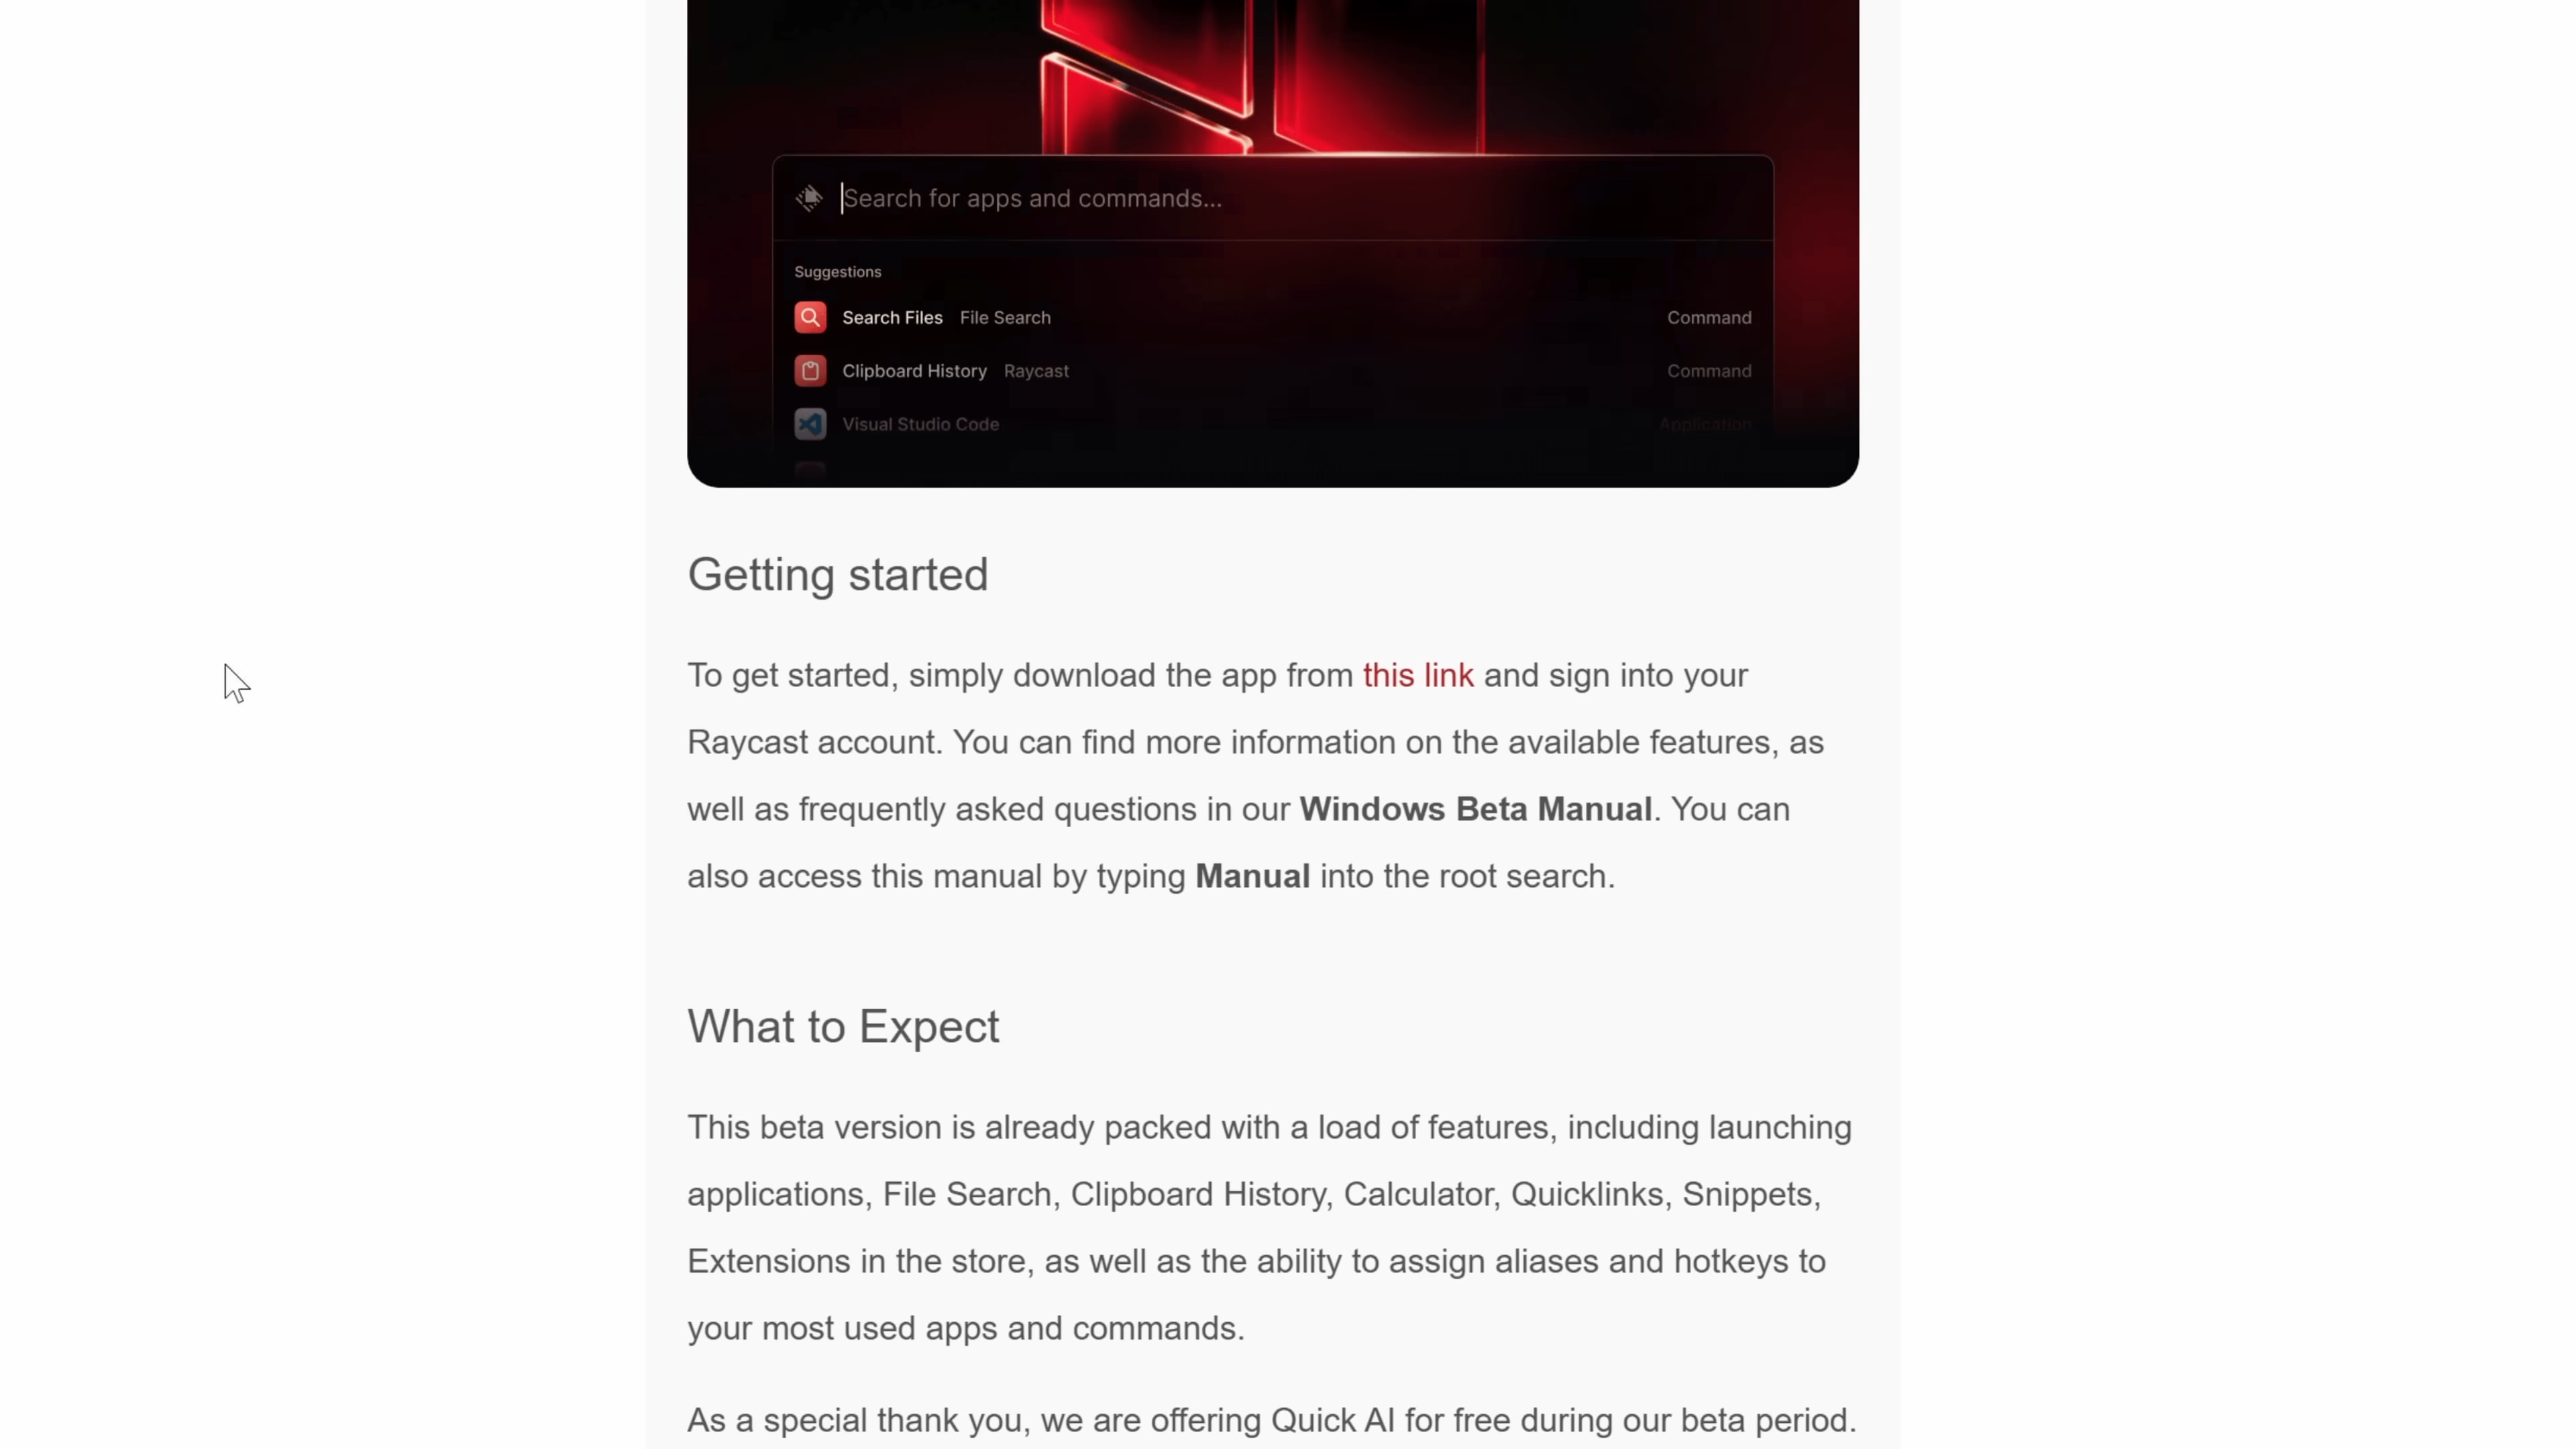 Search for apps and commands...
Suggestions
Search Files File Search Command
Clipboard History Raycast Command
Visual Studio Code Application
Getting started
To get started, simply download the app from this link and sign into your
Raycast account. You can find more information on the available features, as
well as frequently asked questions in our Windows Beta Manual. You can
also access this manual by typing Manual into the root search.
What to Expect
This beta version is already packed with a load of features, including launching
applications, File Search, Clipboard History, Calculator, Quicklinks, Snippets,
Extensions in the store, as well as the ability to assign aliases and hotkeys to
your most used apps and commands.
As a special thank you, we are offering Quick AI for free during our beta period.